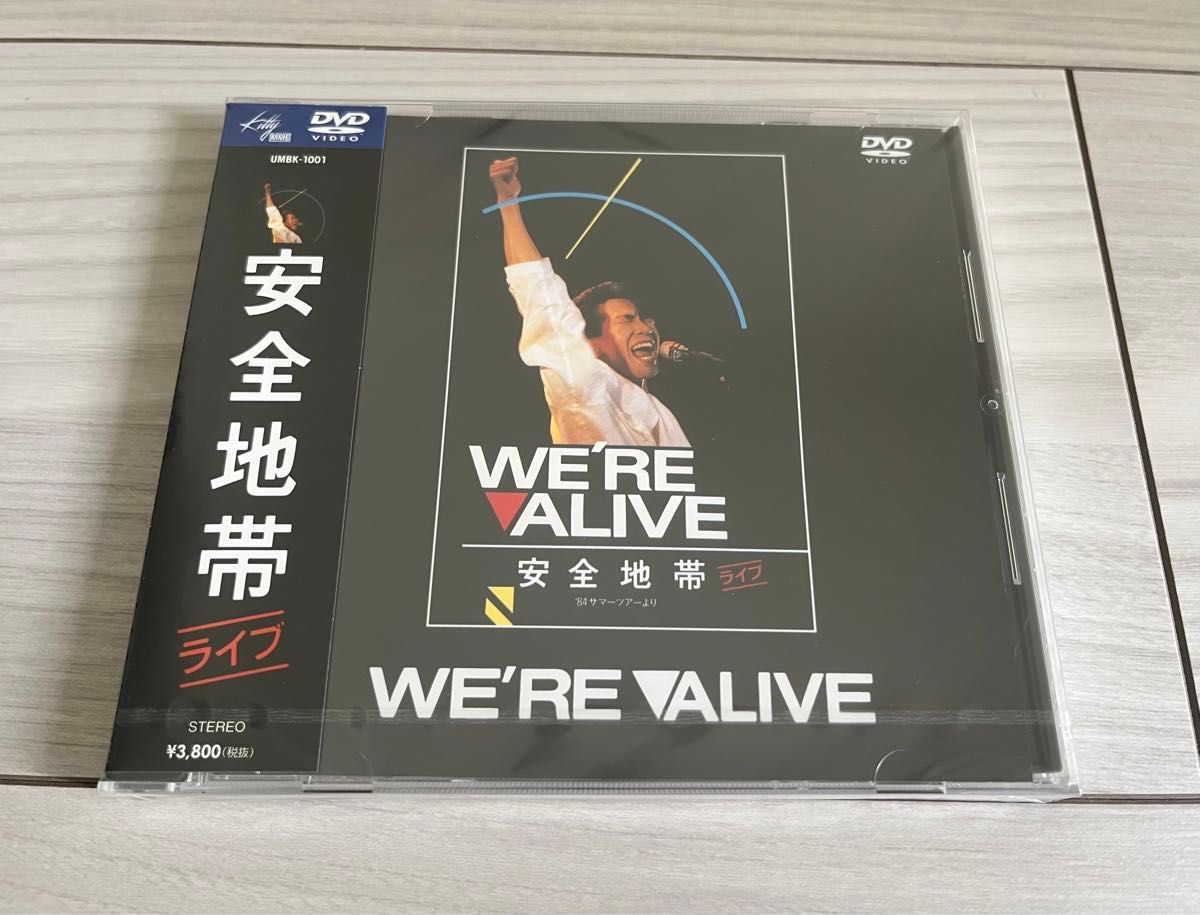 Kitty
MME
DVD
VIDEO
UMBK-1001
安全地帯
ライブ
STEREO
¥3,800(税抜)
DVD
VIDEO
WE'RE
ALIVE
安全地帯 ライブ
'84サマーツアーより
WE'RE ALIVE